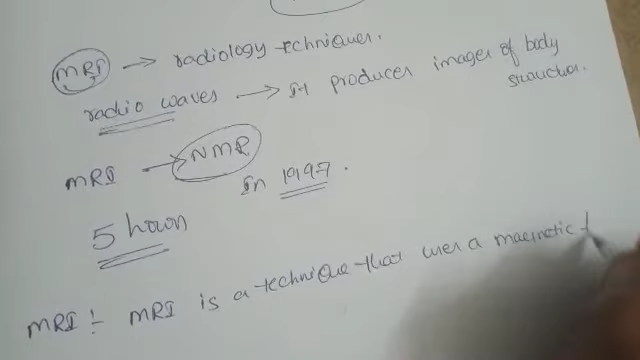 MRI → radiology techniques.
radio waves → It produces images of body
structure.
MRI → NMR
In 1997.
5 hours
MRI :- MRI is a technique that uses a magnetic f